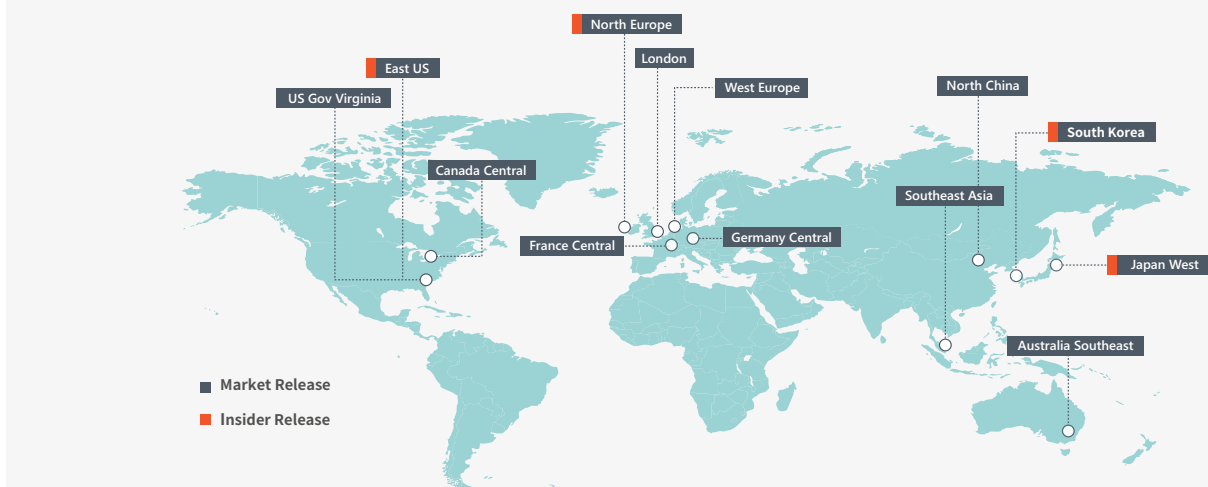 North Europe
London
East US
West Europe
North China
US Gov Virginia
South Korea
Canada Central
Southeast Asia
Germany Central
France Central
Japan West
Australia Southeast
Market Release
Insider Release